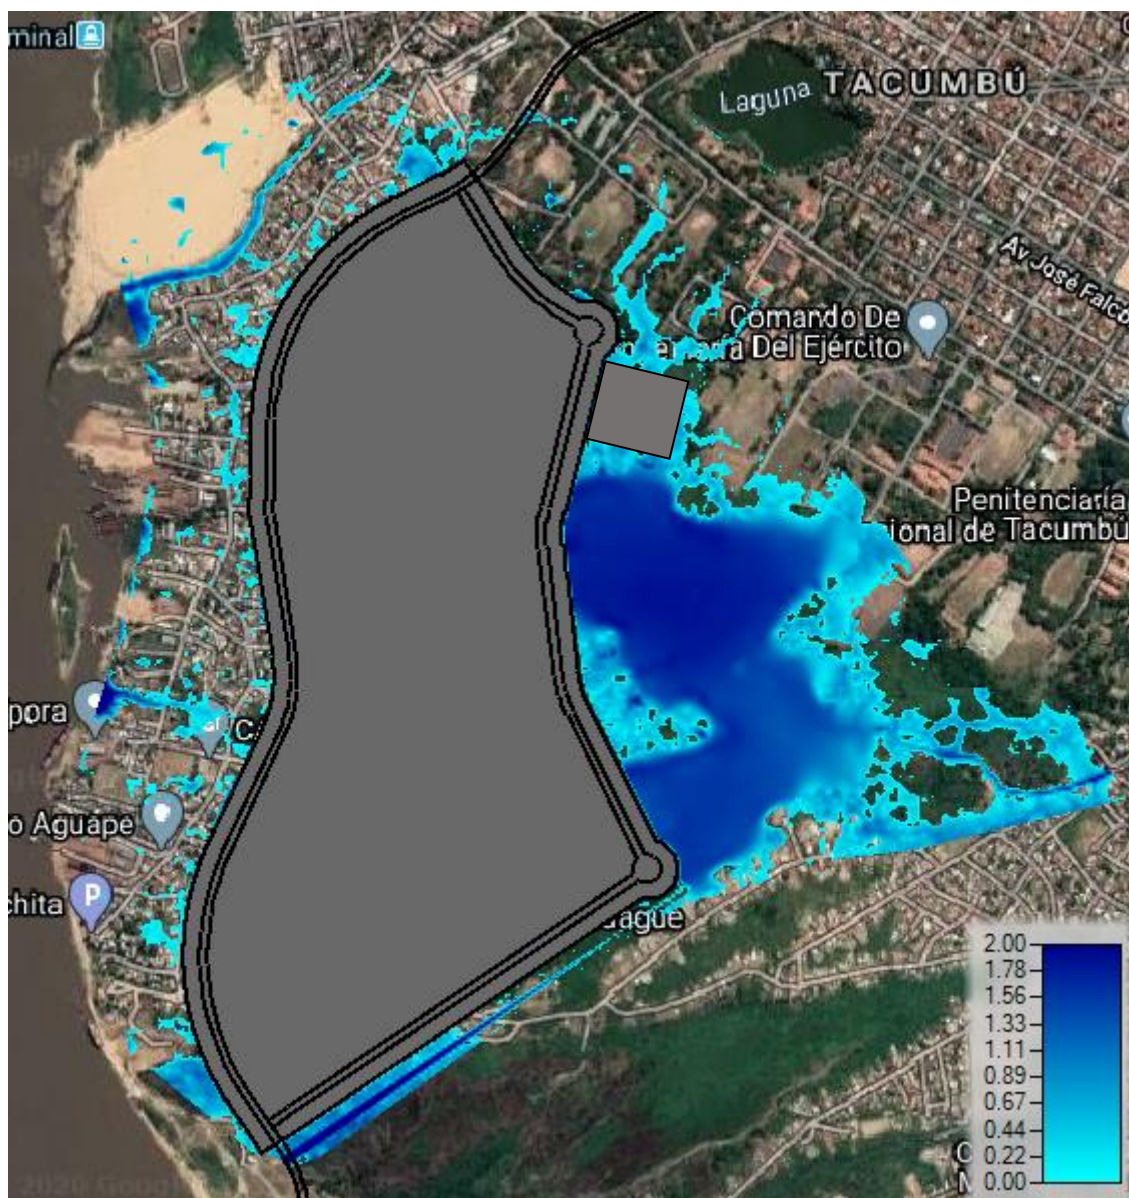 minal
Laguna
TACUMBÚ
Av José Falcó
Comando De
Del Ejército
Penitenciaría
ional de Tacumbú
pora
C
o Aguape
P
chita
ague
2.00
1.78
1.56
1.33
1.11
0.89
0.67
0.44
0.22
0.00